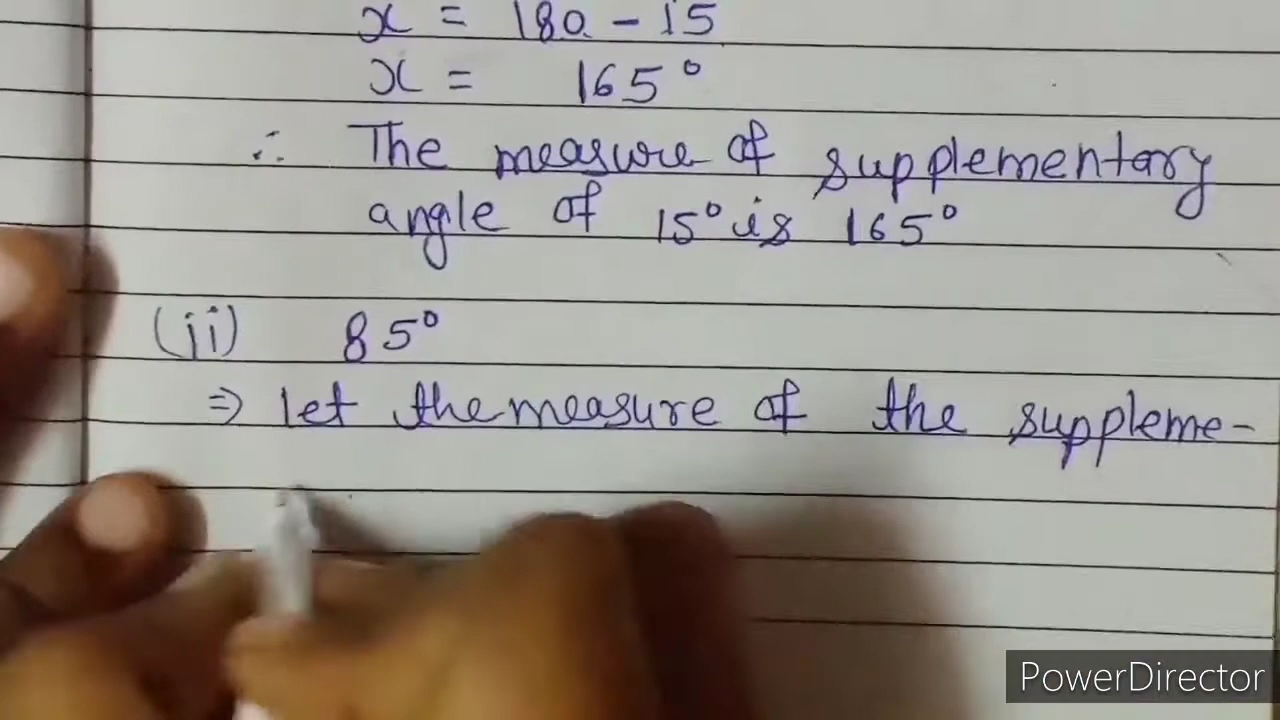 x = 180 - 15
x = 165°
∴ The measure of supplementary
angle of 15° is 165°
(ii) 85°
⇒ let the measure of the suppleme-
PowerDirector